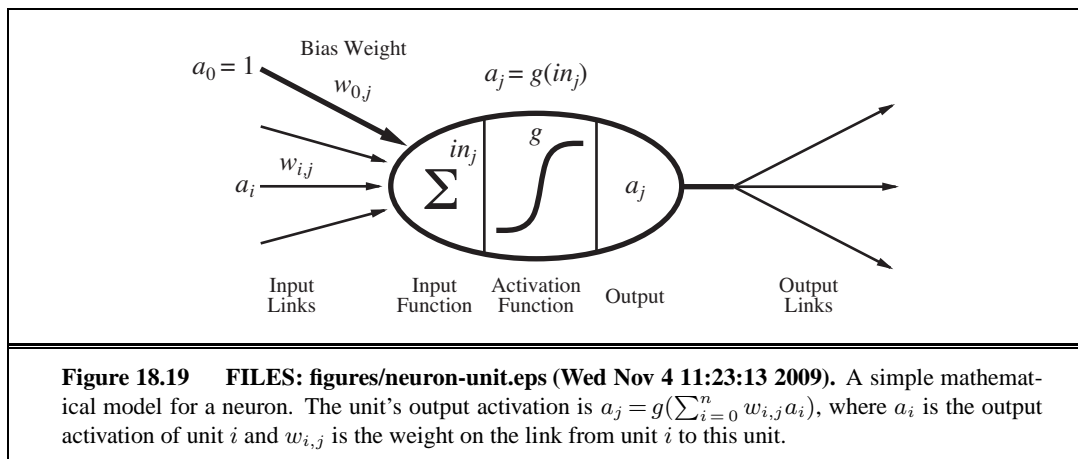 Bias Weight
a₀ = 1
aⱼ = g(inⱼ)
w₀,ⱼ
g
inⱼ
wᵢ,ⱼ
aᵢ
Σ
aⱼ
Input Links
Input Function
Activation Function
Output
Output Links
Figure 18.19 FILES: figures/neuron-unit.eps (Wed Nov 4 11:23:13 2009). A simple mathemat-
ical model for a neuron. The unit's output activation is aⱼ = g(∑ⁿᵢ₌₀ wᵢ,ⱼaᵢ), where aᵢ is the output
activation of unit i and wᵢ,ⱼ is the weight on the link from unit i to this unit.